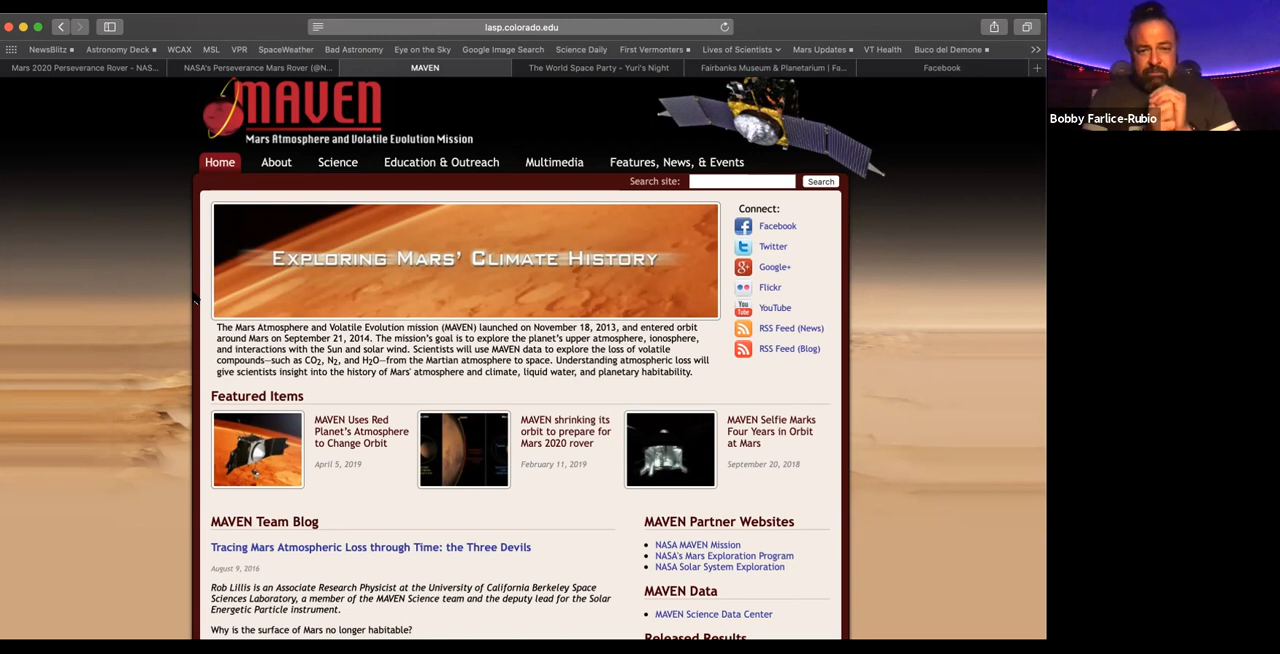 lasp.colorado.edu
NewsBlitz Astronomy Deck WCAX MSL VPR SpaceWeather Bad Astronomy Eye on the Sky Google Image Search Science Daily First Vermonters Lives of Scientists Mars Updates VT Health Buco del Demone
Mars 2020 Perseverance Rover - NAS... NASA's Perseverance Mars Rover (@N... MAVEN The World Space Party - Yuri's Night Fairbanks Museum & Planetarium | Fa... Facebook
MAVEN
Mars Atmosphere and Volatile Evolution Mission
Home About Science Education & Outreach Multimedia Features, News, & Events
Search site: Search
Exploring Mars' Climate History
The Mars Atmosphere and Volatile Evolution mission (MAVEN) launched on November 18, 2013, and entered orbit
around Mars on September 21, 2014. The mission's goal is to explore the planet's upper atmosphere, ionosphere,
and interactions with the Sun and solar wind. Scientists will use MAVEN data to explore the loss of volatile
compounds—such as CO2, N2, and H2O—from the Martian atmosphere to space. Understanding atmospheric loss will
give scientists insight into the history of Mars' atmosphere and climate, liquid water, and planetary habitability.
Connect:
Facebook
Twitter
Google+
Flickr
You Tube YouTube
RSS Feed (News)
RSS Feed (Blog)
Featured Items
MAVEN Uses Red
Planet's Atmosphere
to Change Orbit
April 5, 2019
MAVEN shrinking its
orbit to prepare for
Mars 2020 rover
February 11, 2019
MAVEN Selfie Marks
Four Years in Orbit
at Mars
September 20, 2018
MAVEN Team Blog
Tracing Mars Atmospheric Loss through Time: the Three Devils
August 9, 2016
Rob Lillis is an Associate Research Physicist at the University of California Berkeley Space
Sciences Laboratory, a member of the MAVEN Science team and the deputy lead for the Solar
Energetic Particle instrument.
Why is the surface of Mars no longer habitable?
MAVEN Partner Websites
NASA MAVEN Mission
NASA's Mars Exploration Program
NASA Solar System Exploration
MAVEN Data
MAVEN Science Data Center
Released Results
Bobby Farlice-Rubio